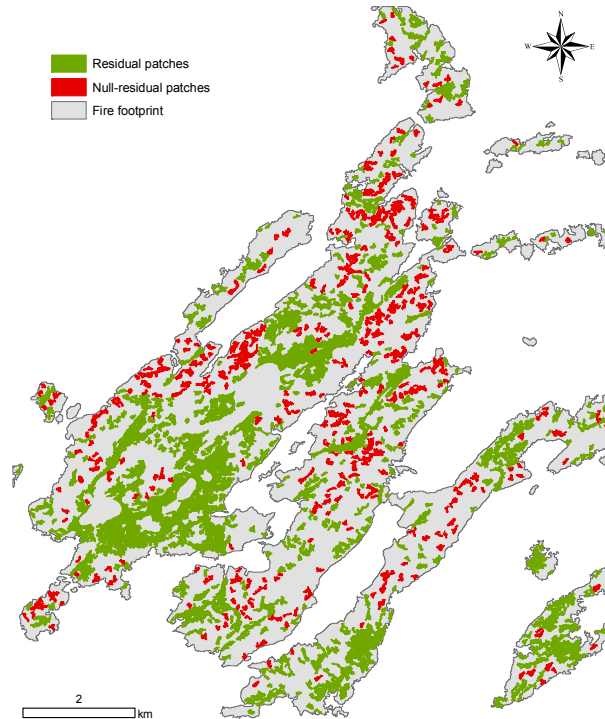 N
W E
S
Residual patches
Null-residual patches
Fire footprint
2
km